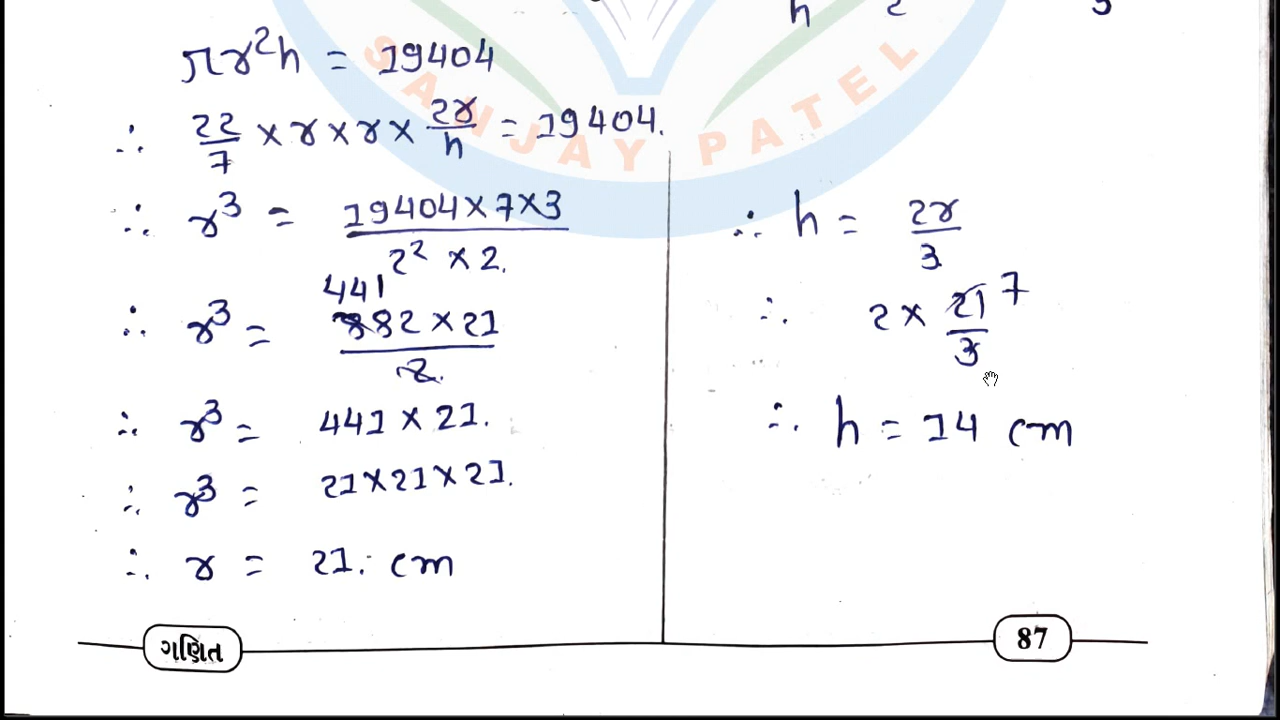 h 2 3
πr²h = 19404
SANJAY PATEL
∴ 22/7 × r × r × 2r/h = 19404.
∴ r³ = 19404×7×3 / 22 × 2.
∴ r³ = 441 882 × 21 / 2.
∴ r³ = 441 × 21.
∴ r³ = 21×21×21.
∴ r = 21. cm
∴ h = 2r/3
∴ 2 × 21/3 7
∴ h = 14 cm
ગણિત
87